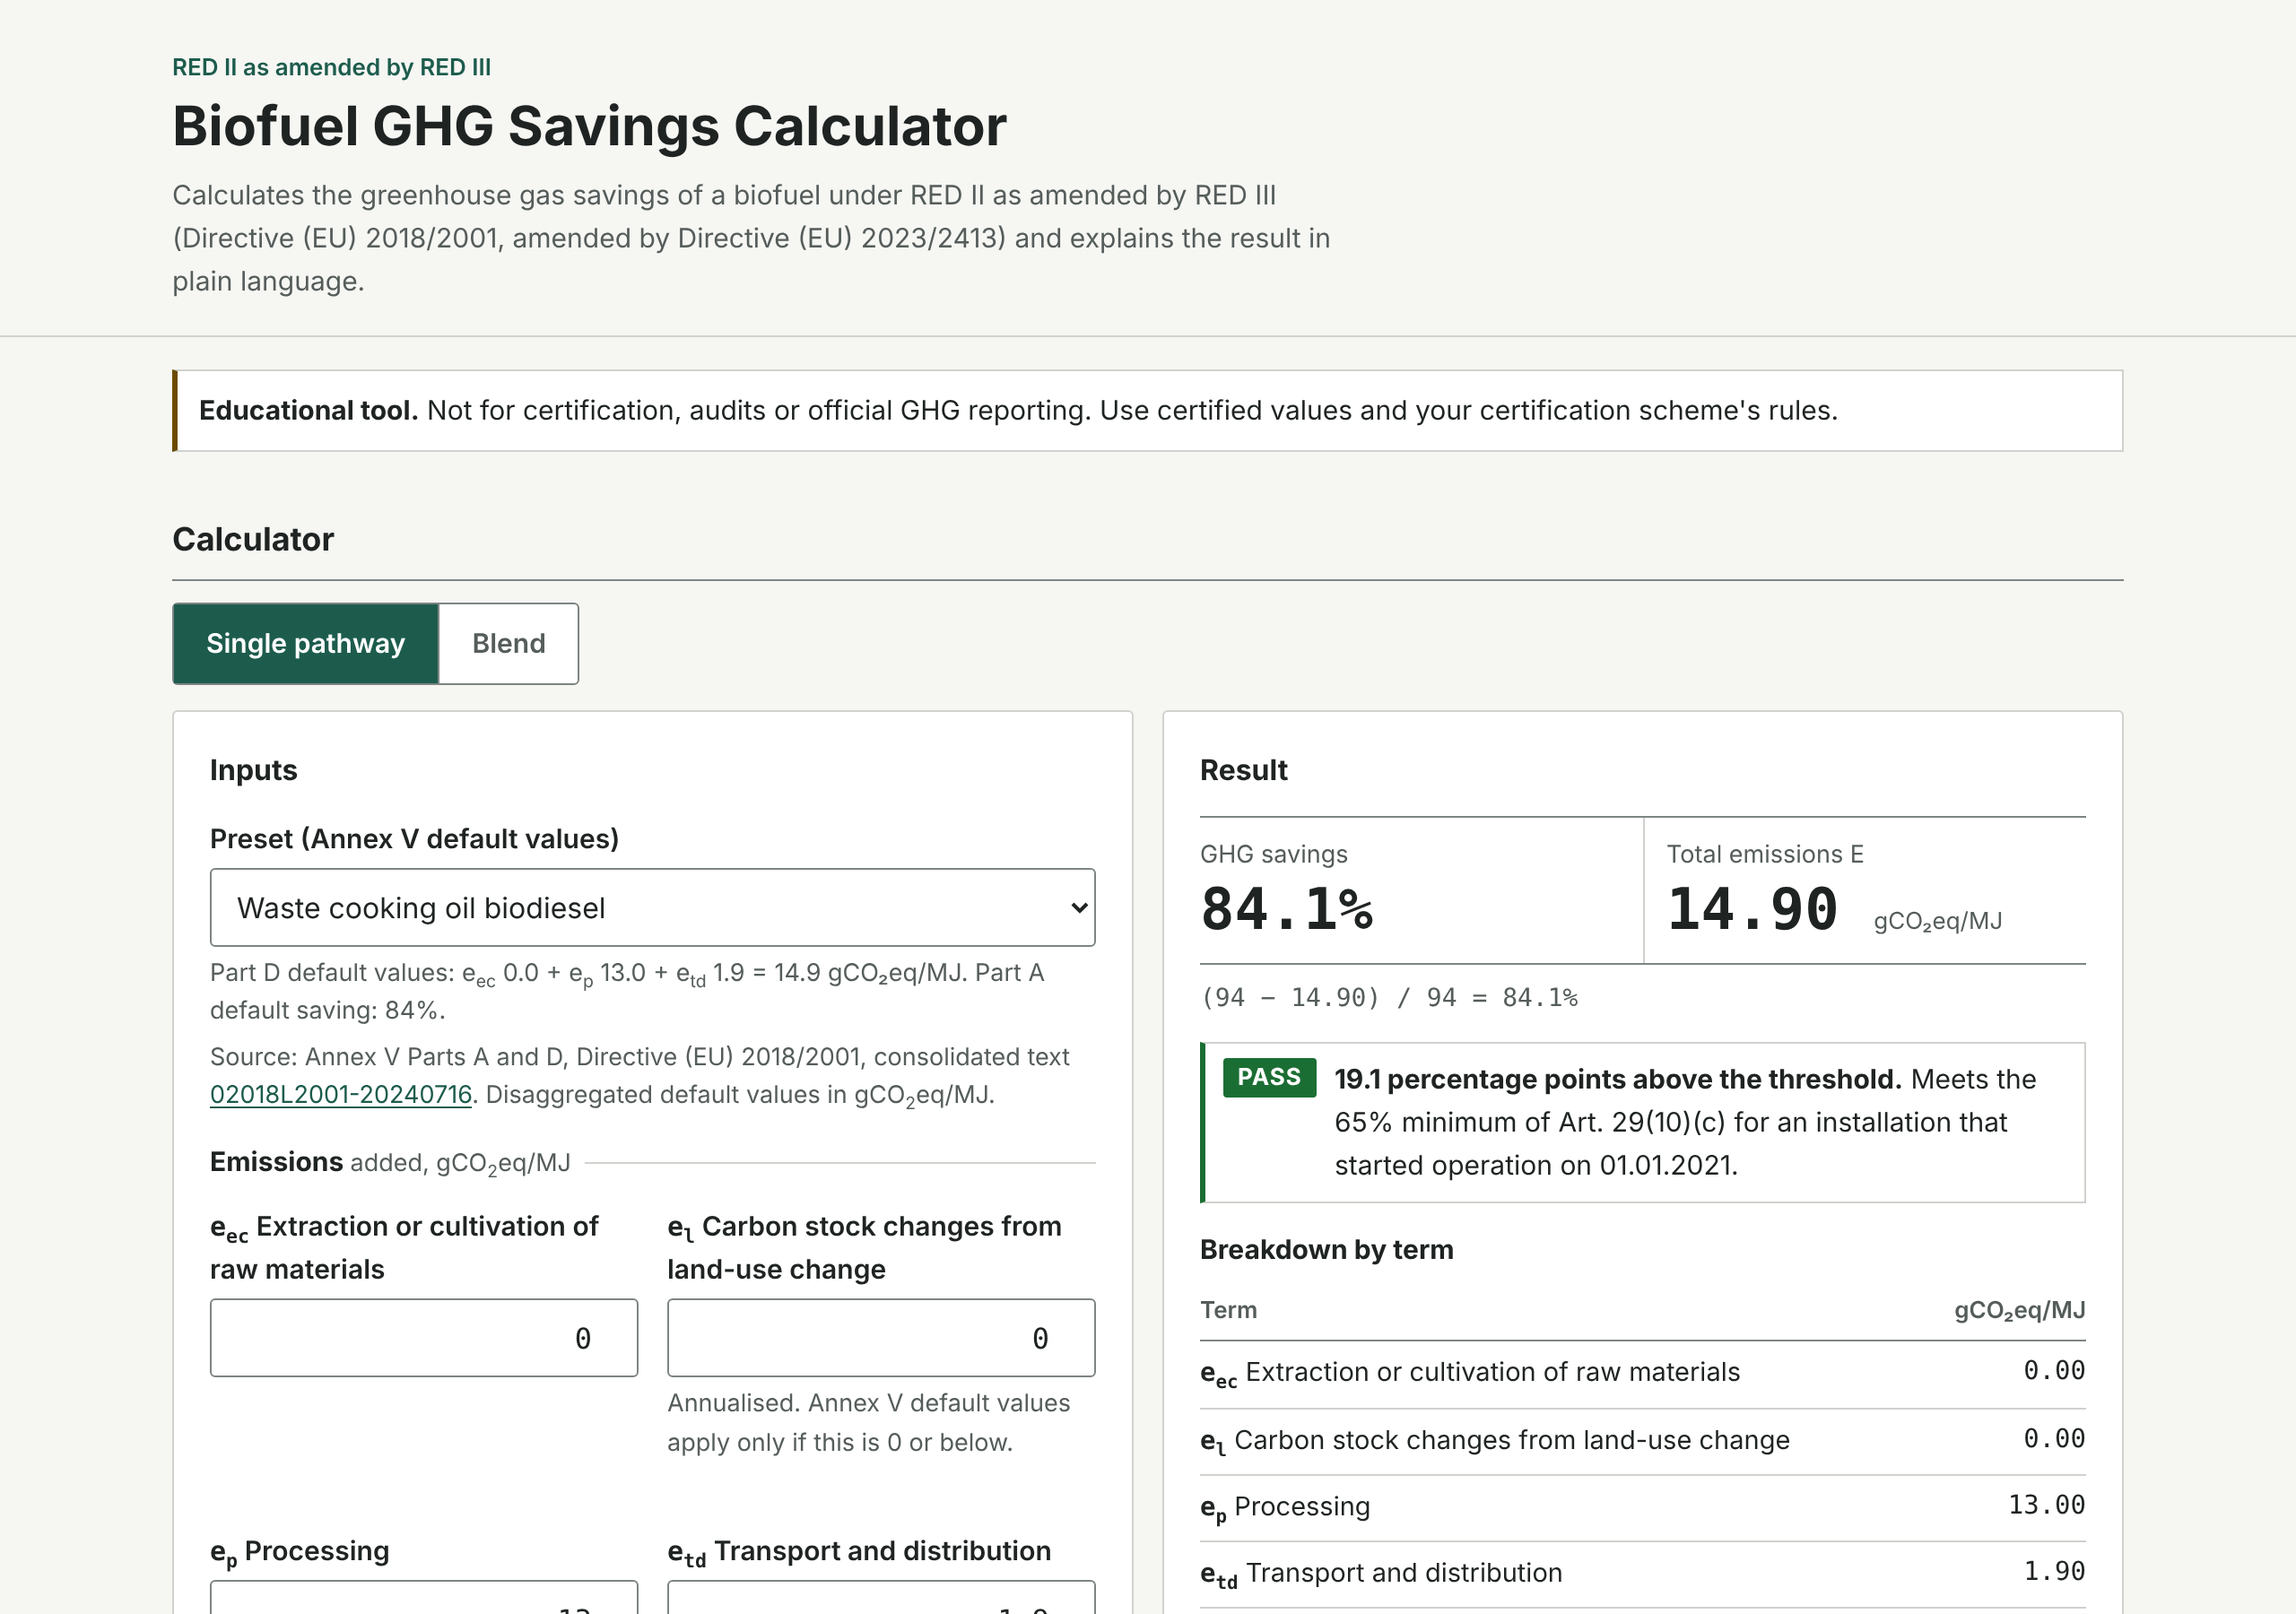 RED II as amended by RED III
Biofuel GHG Savings Calculator
Calculates the greenhouse gas savings of a biofuel under RED II as amended by RED III
(Directive (EU) 2018/2001, amended by Directive (EU) 2023/2413) and explains the result in
plain language.
Educational tool. Not for certification, audits or official GHG reporting. Use certified values and your certification scheme's rules.
Calculator
Single pathway
Blend
Inputs
Preset (Annex V default values)
Waste cooking oil biodiesel
Part D default values: eec 0.0 + ep 13.0 + etd 1.9 = 14.9 gCO₂eq/MJ. Part A
default saving: 84%.
Source: Annex V Parts A and D, Directive (EU) 2018/2001, consolidated text
02018L2001-20240716. Disaggregated default values in gCO₂eq/MJ.
Emissions added, gCO₂eq/MJ
eec Extraction or cultivation of
raw materials
0
el Carbon stock changes from
land-use change
0
Annualised. Annex V default values
apply only if this is 0 or below.
ep Processing
13
etd Transport and distribution
1.9
Result
GHG savings
84.1%
Total emissions E
14.90 gCO₂eq/MJ
(94 − 14.90) / 94 = 84.1%
PASS
19.1 percentage points above the threshold. Meets the
65% minimum of Art. 29(10)(c) for an installation that
started operation on 01.01.2021.
Breakdown by term
Term gCO₂eq/MJ
eec Extraction or cultivation of raw materials 0.00
el Carbon stock changes from land-use change 0.00
ep Processing 13.00
etd Transport and distribution 1.90